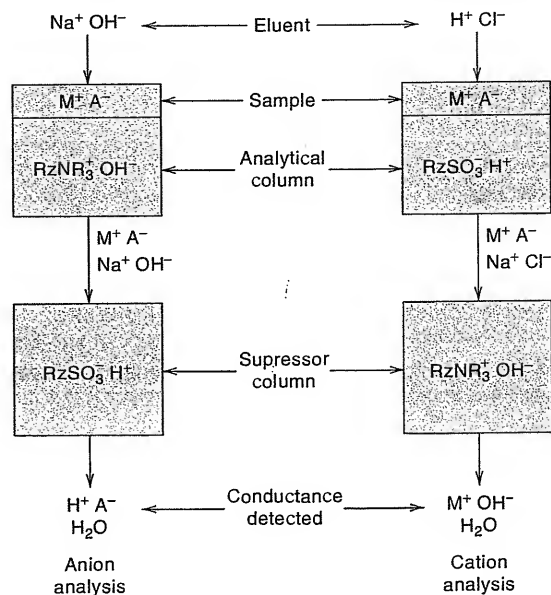 Na⁺ OH⁻ Eluent H⁺ Cl⁻
M⁺ A⁻ Sample M⁺ A⁻
RzNR₃⁺ OH⁻ Analytical column RzSO₃⁻ H⁺
M⁺ A⁻
Na⁺ OH⁻
M⁺ A⁻
Na⁺ Cl⁻
RzSO₃⁻ H⁺ Supressor column RzNR₃⁺ OH⁻
H⁺ A⁻
H₂O
Conductance
detected
M⁺ OH⁻
H₂O
Anion
analysis
Cation
analysis